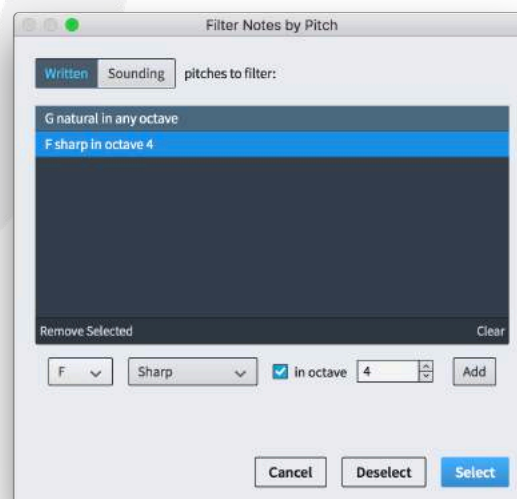 Filter Notes by Pitch
Written Sounding pitches to filter:
G natural in any octave
F sharp in octave 4
Remove Selected Clear
F Sharp in octave 4 Add
Cancel Deselect Select